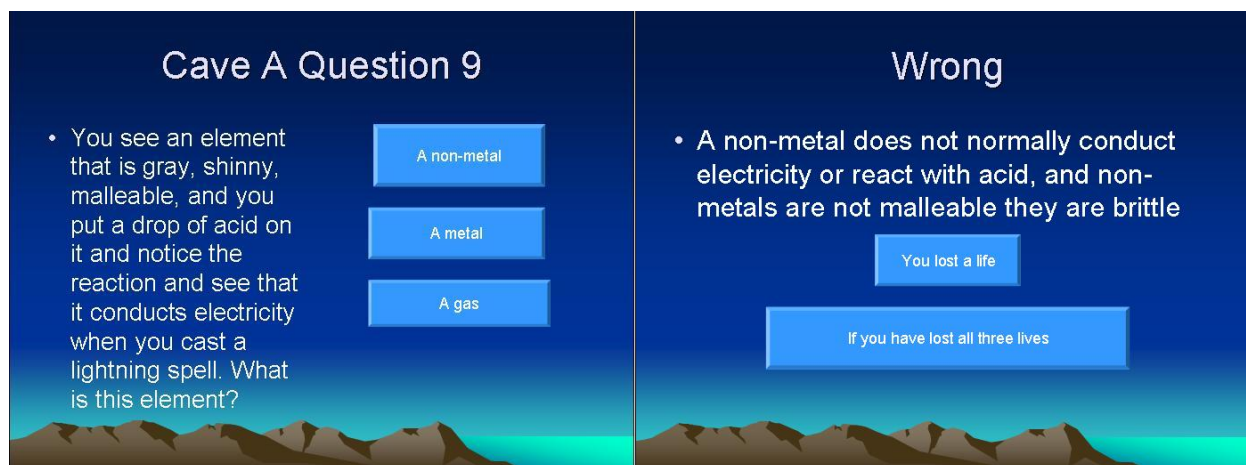 Cave A Question 9
• You see an element
that is gray, shinny,
malleable, and you
put a drop of acid on
it and notice the
reaction and see that
it conducts electricity
when you cast a
lightning spell. What
is this element?
A non-metal
A metal
A gas
Wrong
• A non-metal does not normally conduct
electricity or react with acid, and non-
metals are not malleable they are brittle
You lost a life
If you have lost all three lives